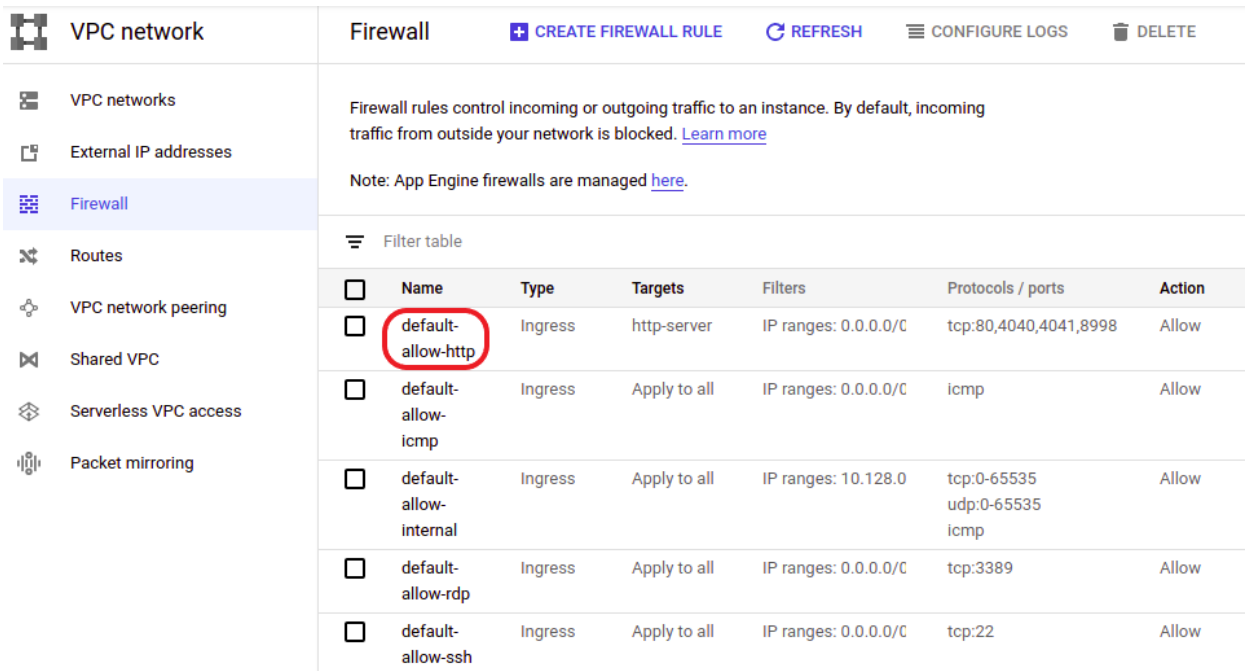 VPC network
Firewall
CREATE FIREWALL RULE
REFRESH
CONFIGURE LOGS
DELETE
VPC networks
External IP addresses
Firewall
Routes
VPC network peering
Shared VPC
Serverless VPC access
Packet mirroring
Firewall rules control incoming or outgoing traffic to an instance. By default, incoming
traffic from outside your network is blocked. Learn more
Note: App Engine firewalls are managed here.
Filter table
Name Type Targets Filters Protocols / ports Action
default- Ingress http-server IP ranges: 0.0.0.0/0 tcp:80,4040,4041,8998 Allow
allow-http
default- Ingress Apply to all IP ranges: 0.0.0.0/0 icmp Allow
allow-
icmp
default- Ingress Apply to all IP ranges: 10.128.0 tcp:0-65535 Allow
allow- udp:0-65535
internal icmp
default- Ingress Apply to all IP ranges: 0.0.0.0/0 tcp:3389 Allow
allow-rdp
default- Ingress Apply to all IP ranges: 0.0.0.0/0 tcp:22 Allow
allow-ssh